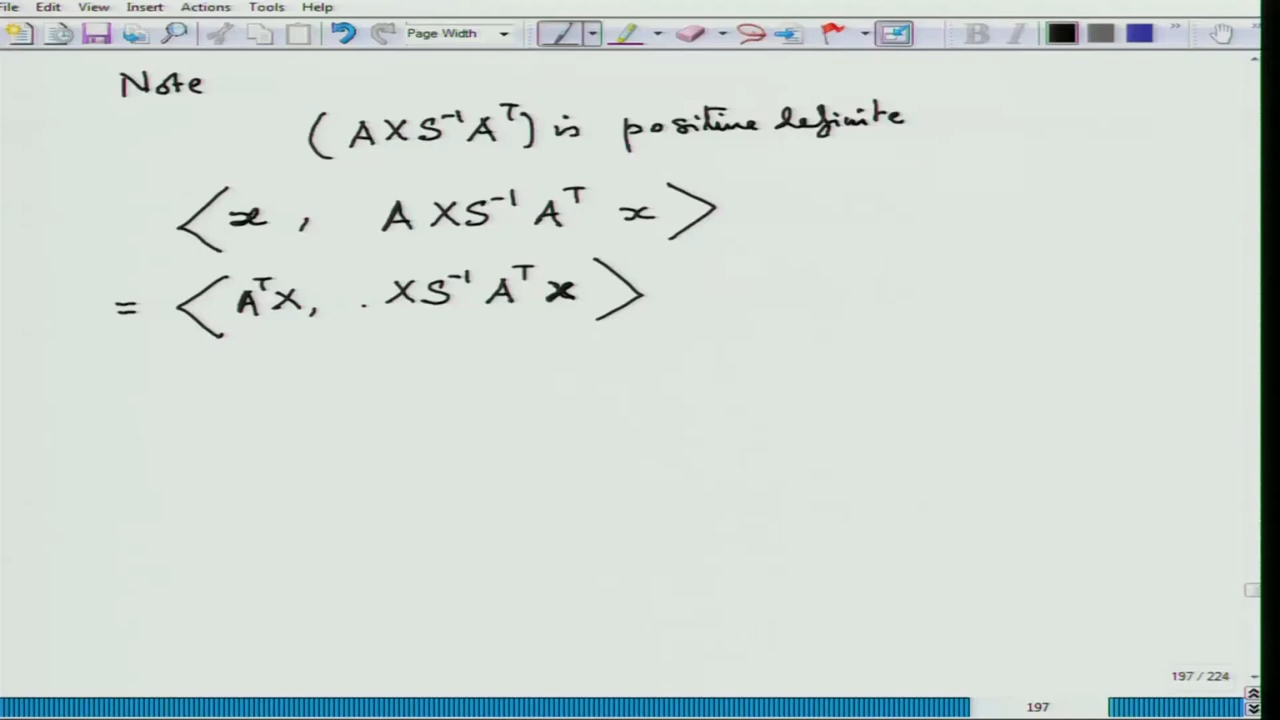 File Edit View Insert Actions Tools Help
Page Width
B I
Note
(AXS⁻¹Aᵀ) is positive definite
⟨x, AXS⁻¹Aᵀ x⟩
= ⟨AᵀX, . XS⁻¹Aᵀx⟩
197 / 224
197